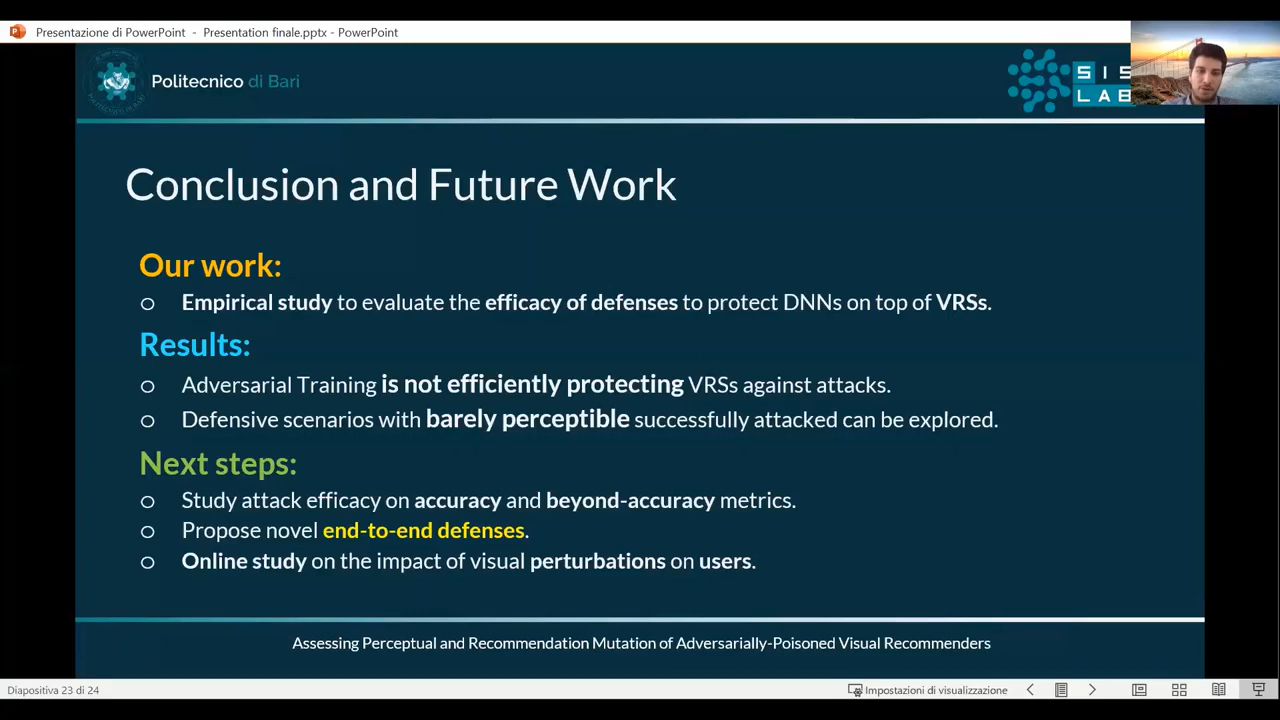 Presentazione di PowerPoint - Presentation finale.pptx - PowerPoint
Politecnico di Bari
SIS
LAB
Conclusion and Future Work
Our work:
o Empirical study to evaluate the efficacy of defenses to protect DNNs on top of VRSs.
Results:
o Adversarial Training is not efficiently protecting VRSs against attacks.
o Defensive scenarios with barely perceptible successfully attacked can be explored.
Next steps:
o Study attack efficacy on accuracy and beyond-accuracy metrics.
o Propose novel end-to-end defenses.
o Online study on the impact of visual perturbations on users.
Assessing Perceptual and Recommendation Mutation of Adversarially-Poisoned Visual Recommenders
Diapositiva 23 di 24
Impostazioni di visualizzazione